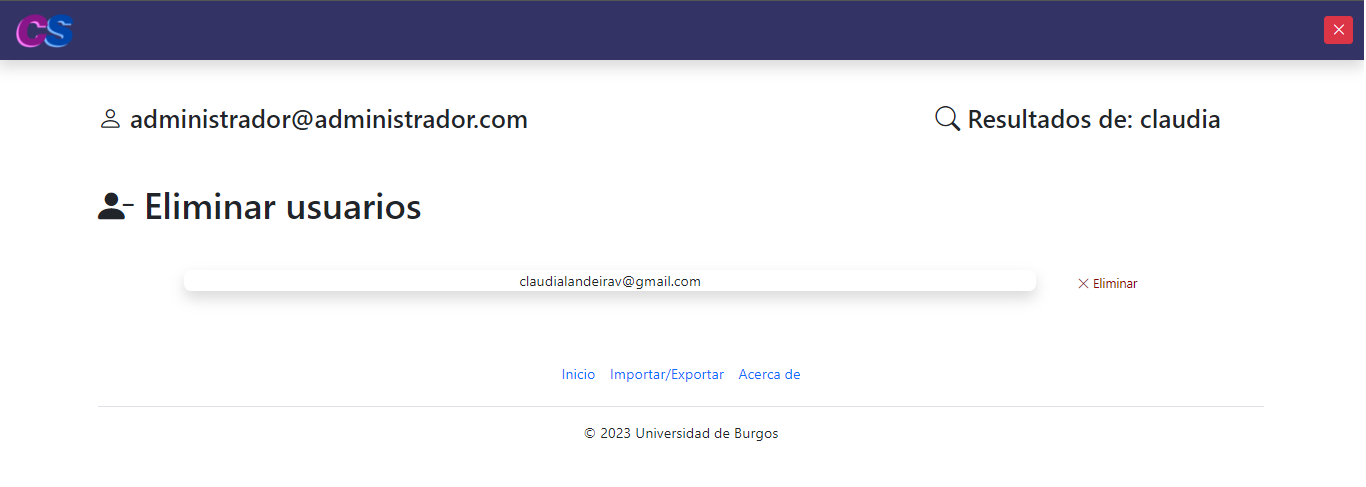 CS
administrador@administrador.com
Resultados de: claudia
Eliminar usuarios
claudialandeirav@gmail.com
Eliminar
Inicio Importar/Exportar Acerca de
© 2023 Universidad de Burgos